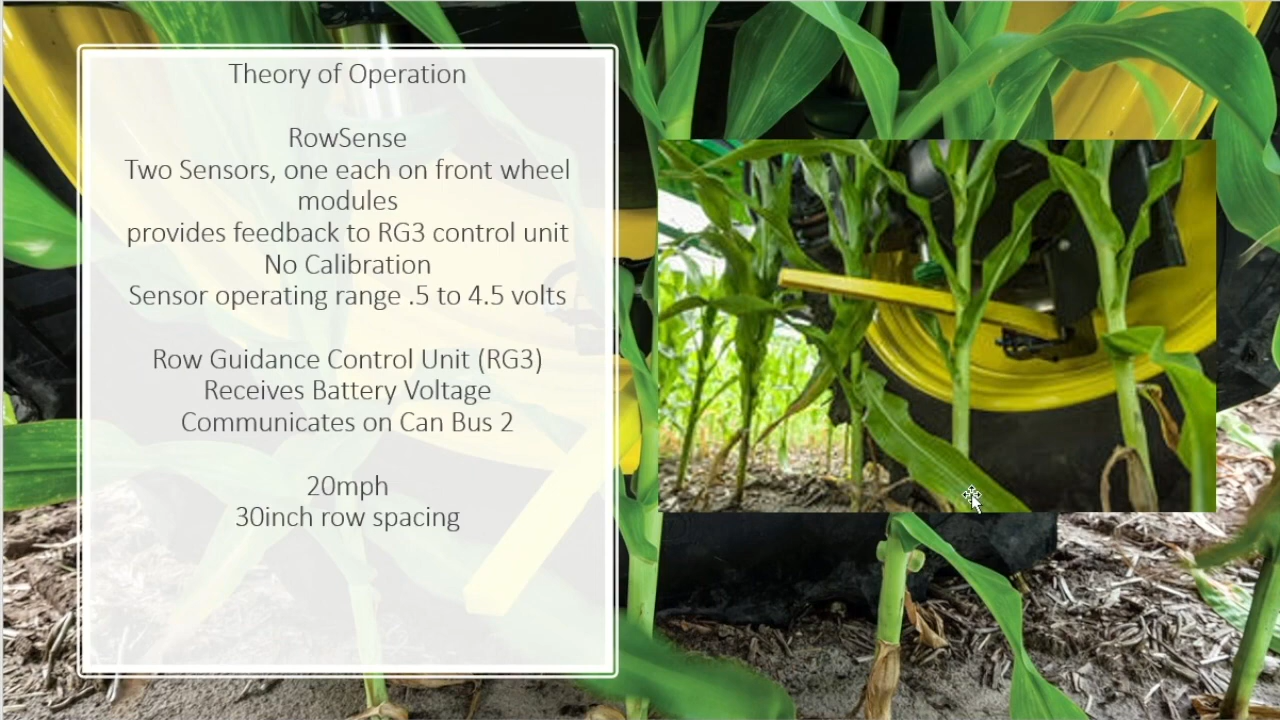 Theory of Operation
RowSense
Two Sensors, one each on front wheel
modules
provides feedback to RG3 control unit
No Calibration
Sensor operating range .5 to 4.5 volts
Row Guidance Control Unit (RG3)
Receives Battery Voltage
Communicates on Can Bus 2
20mph
30inch row spacing